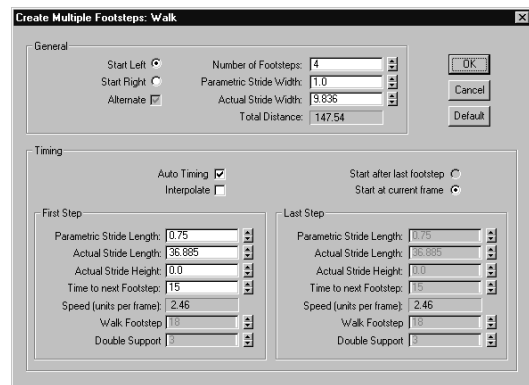 Create Multiple Footsteps: Walk
General
Start Left
Start Right
Alternate
Number of Footsteps: 4
Parametric Stride Width: 1.0
Actual Stride Width: 9.836
Total Distance: 147.54
OK
Cancel
Default
Timing
Auto Timing
Interpolate
Start after last footstep
Start at current frame
First Step
Parametric Stride Length: 0.75
Actual Stride Length: 36.885
Actual Stride Height: 0.0
Time to next Footstep: 15
Speed (units per frame): 2.46
Walk Footstep 18
Double Support 3
Last Step
Parametric Stride Length: 0.75
Actual Stride Length: 36.885
Actual Stride Height: 0.0
Time to next Footstep: 15
Speed (units per frame): 2.46
Walk Footstep 18
Double Support 3